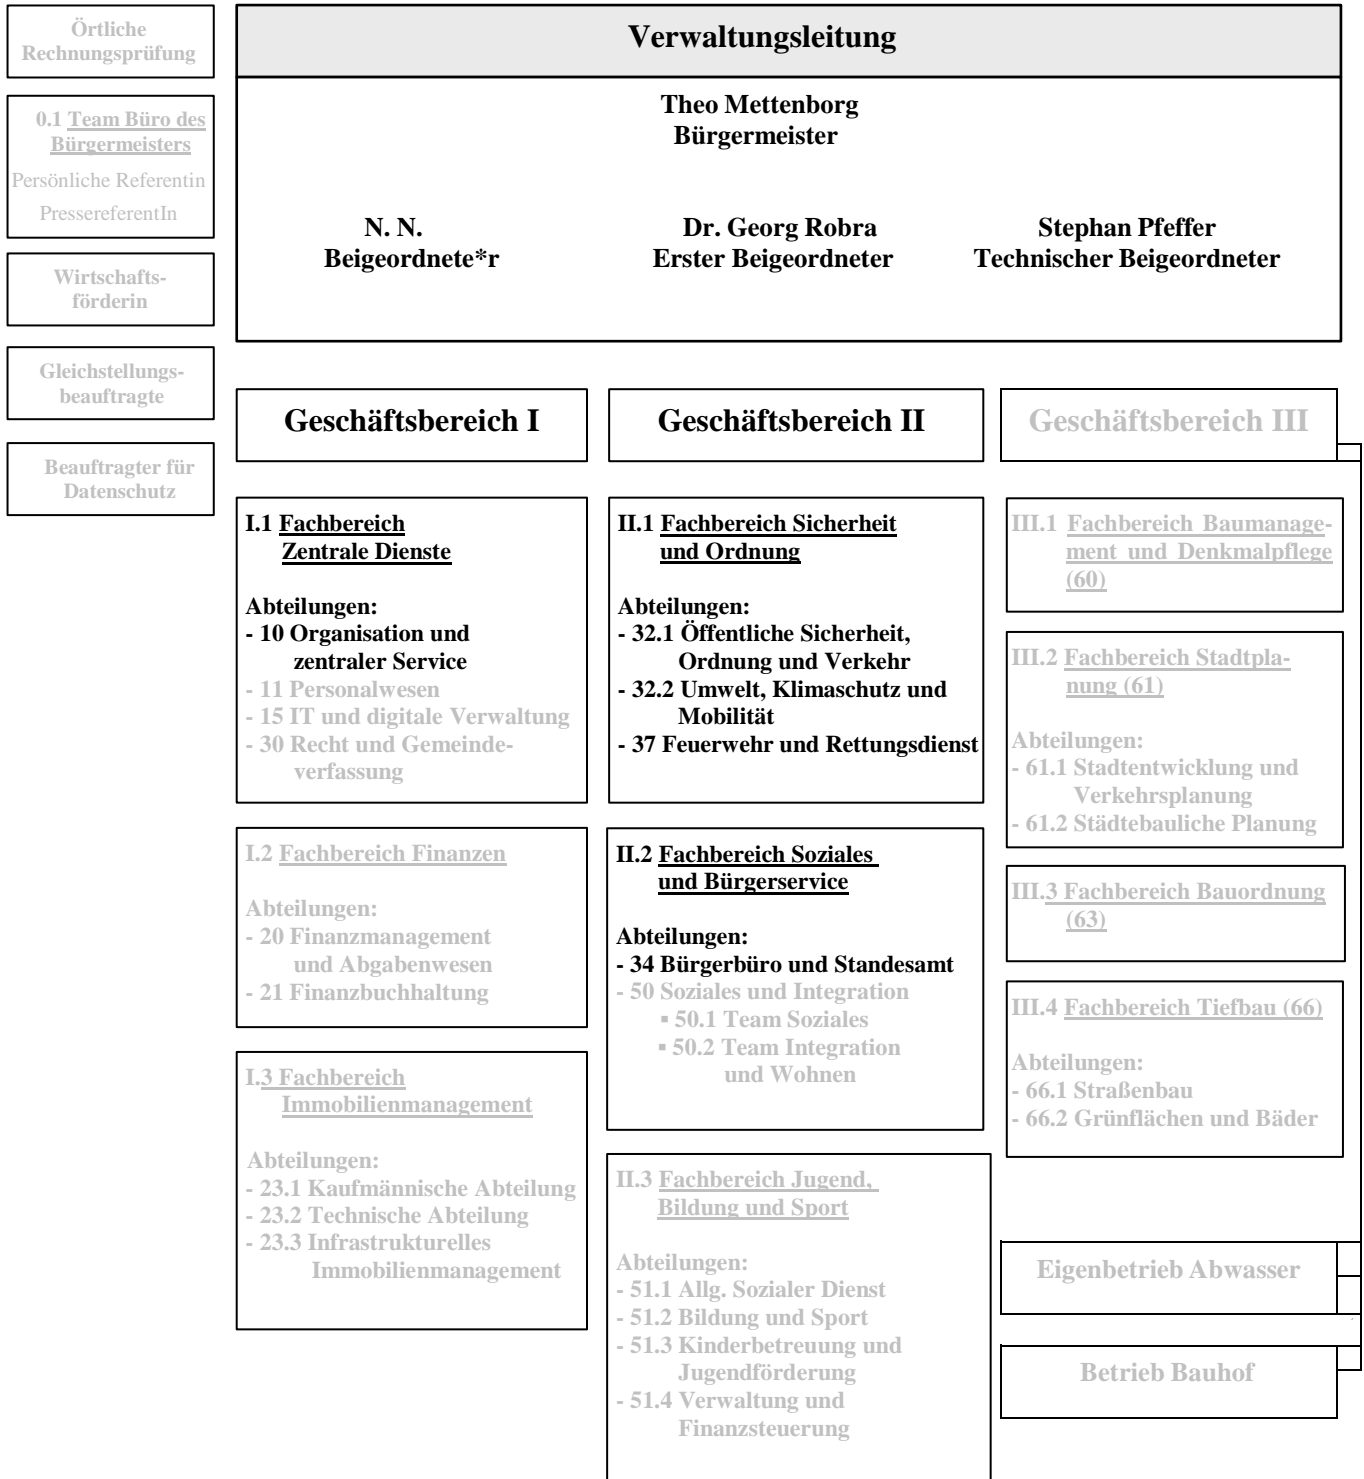 Örtliche
Rechnungsprüfung
0.1 Team Büro des
Bürgermeisters
Persönliche Referentin
PressereferentIn
Wirtschafts-
förderin
Gleichstellungs-
beauftragte
Beauftragter für
Datenschutz
Verwaltungsleitung
Theo Mettenborg
Bürgermeister
N. N.
Beigeordnete*r
Dr. Georg Robra
Erster Beigeordneter
Stephan Pfeffer
Technischer Beigeordneter
Geschäftsbereich I
I.1 Fachbereich
Zentrale Dienste
Abteilungen:
- 10 Organisation und
zentraler Service
- 11 Personalwesen
- 15 IT und digitale Verwaltung
- 30 Recht und Gemeinde-
verfassung
I.2 Fachbereich Finanzen
Abteilungen:
- 20 Finanzmanagement
und Abgabenwesen
- 21 Finanzbuchhaltung
I.3 Fachbereich
Immobilienmanagement
Abteilungen:
- 23.1 Kaufmännische Abteilung
- 23.2 Technische Abteilung
- 23.3 Infrastrukturelles
Immobilienmanagement
Geschäftsbereich II
II.1 Fachbereich Sicherheit
und Ordnung
Abteilungen:
- 32.1 Öffentliche Sicherheit,
Ordnung und Verkehr
- 32.2 Umwelt, Klimaschutz und
Mobilität
- 37 Feuerwehr und Rettungsdienst
II.2 Fachbereich Soziales
und Bürgerservice
Abteilungen:
- 34 Bürgerbüro und Standesamt
- 50 Soziales und Integration
▪ 50.1 Team Soziales
▪ 50.2 Team Integration
und Wohnen
II.3 Fachbereich Jugend,
Bildung und Sport
Abteilungen:
- 51.1 Allg. Sozialer Dienst
- 51.2 Bildung und Sport
- 51.3 Kinderbetreuung und
Jugendförderung
- 51.4 Verwaltung und
Finanzsteuerung
Geschäftsbereich III
III.1 Fachbereich Baumanage-
ment und Denkmalpflege
(60)
III.2 Fachbereich Stadtpla-
nung (61)
Abteilungen:
- 61.1 Stadtentwicklung und
Verkehrsplanung
- 61.2 Städtebauliche Planung
III.3 Fachbereich Bauordnung
(63)
III.4 Fachbereich Tiefbau (66)
Abteilungen:
- 66.1 Straßenbau
- 66.2 Grünflächen und Bäder
Eigenbetrieb Abwasser
Betrieb Bauhof